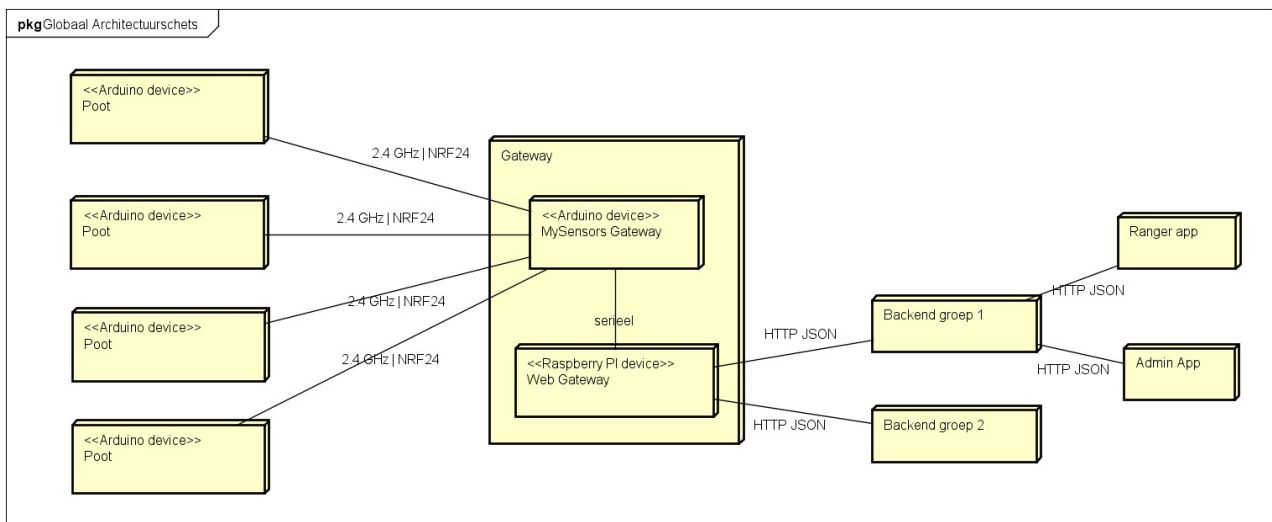 pkg Globaal Architectuurschets
<<Arduino device>>
Poot
2.4 GHz | NRF24
<<Arduino device>>
Poot
2.4 GHz | NRF24
<<Arduino device>>
Poot
2.4 GHz | NRF24
<<Arduino device>>
Poot
2.4 GHz | NRF24
Gateway
<<Arduino device>>
MySensors Gateway
serieel
<<Raspberry PI device>>
Web Gateway
HTTP JSON
HTTP JSON
Backend groep 1
Backend groep 2
HTTP JSON
HTTP JSON
Ranger app
Admin App